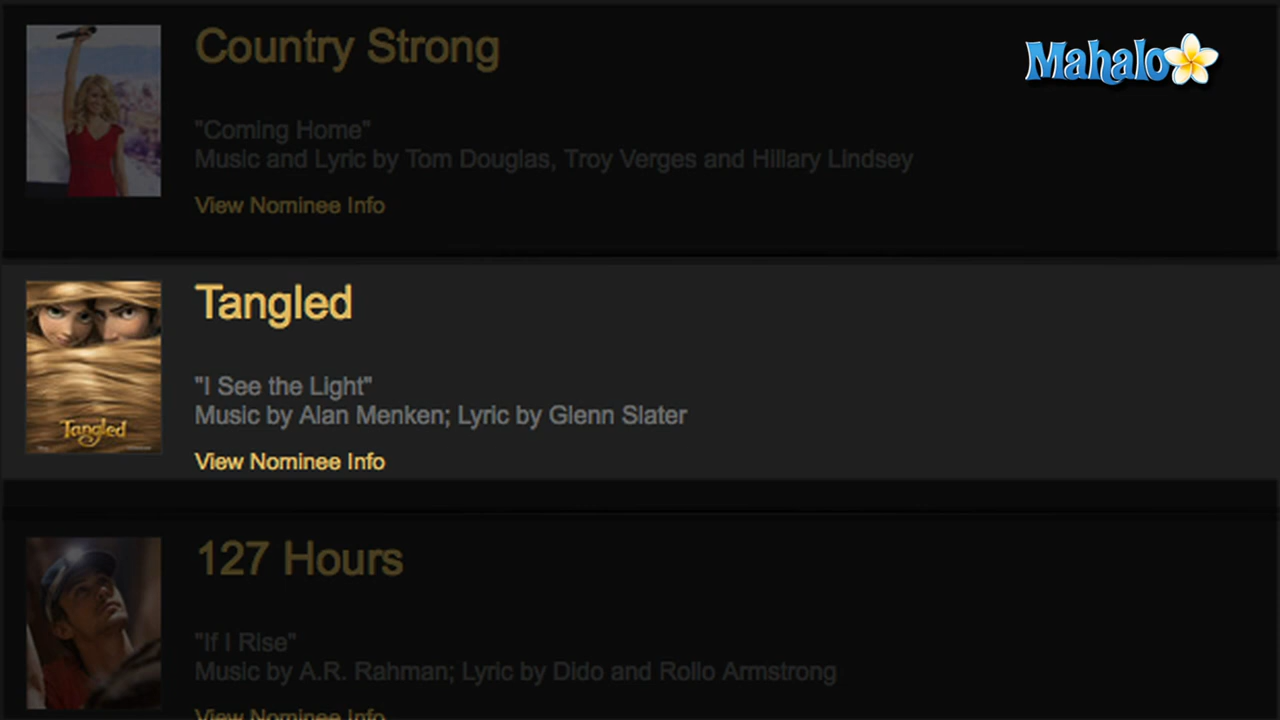 Country Strong
Mahalo
"Coming Home"
Music and Lyric by Tom Douglas, Troy Verges and Hillary Lindsey
View Nominee Info
Tangled
"I See the Light"
Music by Alan Menken; Lyric by Glenn Slater
Tangled
View Nominee Info
127 Hours
"If I Rise"
Music by A.R. Rahman; Lyric by Dido and Rollo Armstrong
View Nominee Info